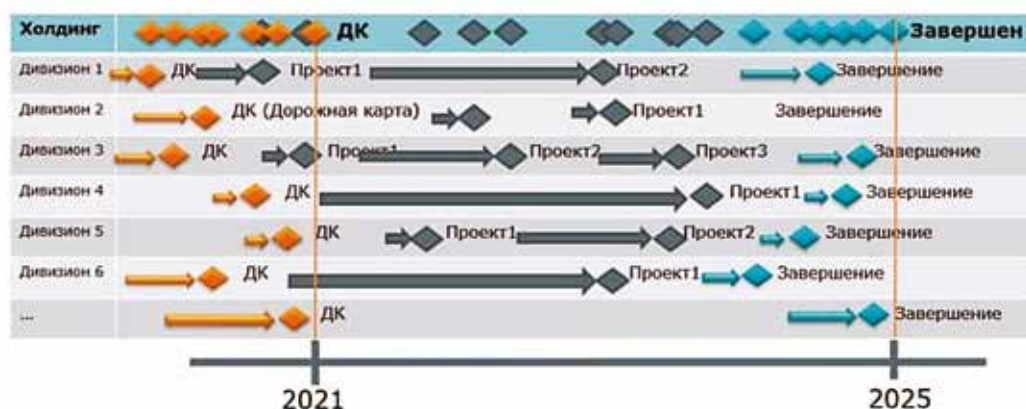 Холдинг ДК Завершен
Дивизион 1 ДК Проект1 Проект2 Завершение
Дивизион 2 ДК (Дорожная карта) Проект1 Завершение
Дивизион 3 ДК Проект1 Проект2 Проект3 Завершение
Дивизион 4 ДК Проект1 Завершение
Дивизион 5 ДК Проект1 Проект2 Завершение
Дивизион 6 ДК Проект1 Завершение
... ДК Завершение
2021 2025